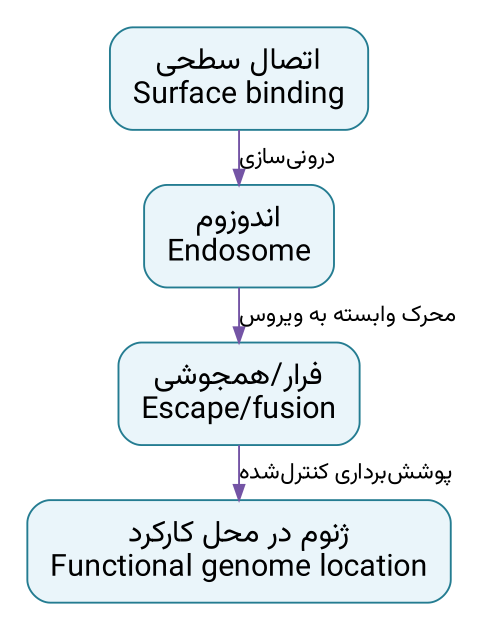 اتصال سطحی
Surface binding
درونی‌سازی
اندوزوم
Endosome
محرک وابسته به ویروس
فرار/همجوشی
Escape/fusion
پوشش‌برداری کنترل‌شده
ژنوم در محل کارکرد
Functional genome location